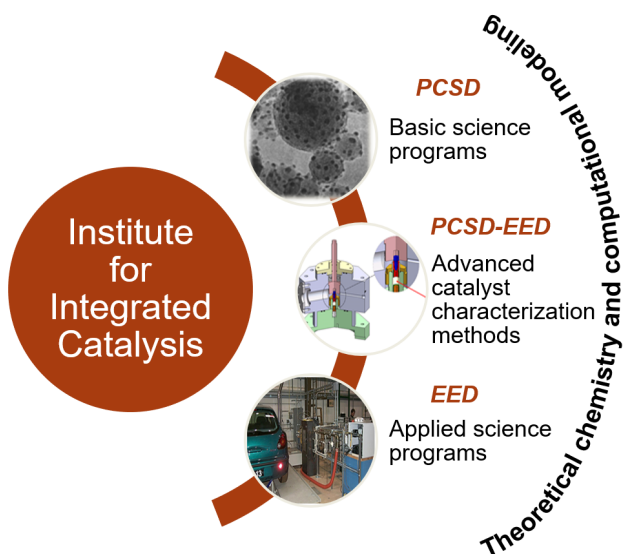 Institute
for
Integrated
Catalysis
PCSD
Basic science
programs
PCSD-EED
Advanced
catalyst
characterization
methods
EED
Applied science
programs
Theoretical chemistry and computational modeling